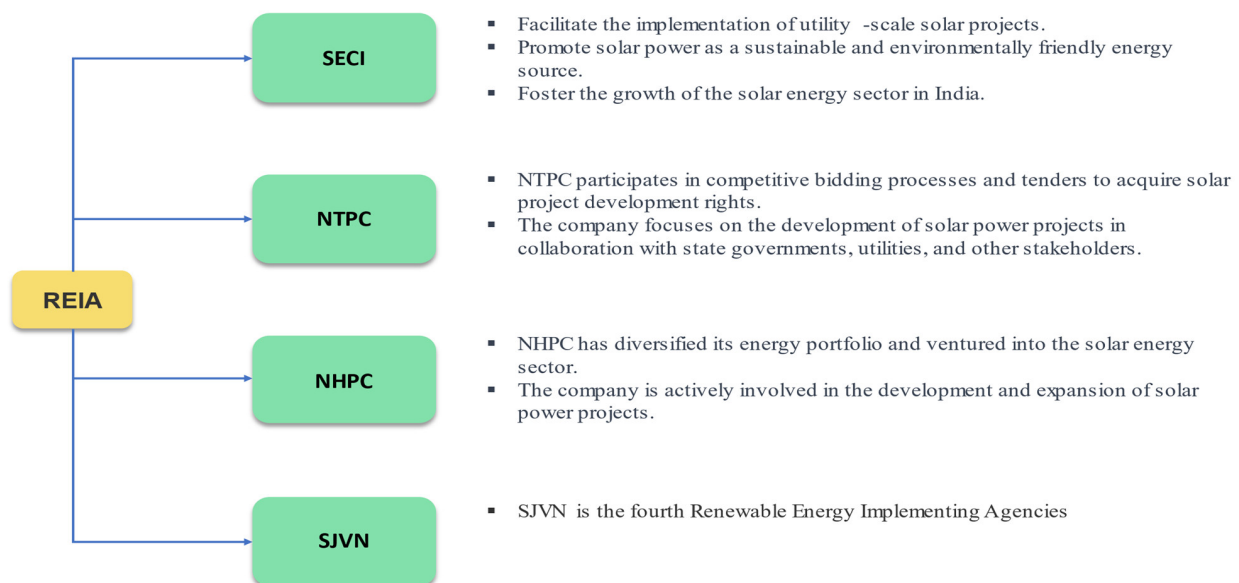 SECI
▪ Facilitate the implementation of utility -scale solar projects.
▪ Promote solar power as a sustainable and environmentally friendly energy
source.
▪ Foster the growth of the solar energy sector in India.
NTPC
▪ NTPC participates in competitive bidding processes and tenders to acquire solar
project development rights.
▪ The company focuses on the development of solar power projects in
collaboration with state governments, utilities, and other stakeholders.
REIA
NHPC
▪ NHPC has diversified its energy portfolio and ventured into the solar energy
sector.
▪ The company is actively involved in the development and expansion of solar
power projects.
SJVN
▪ SJVN is the fourth Renewable Energy Implementing Agencies